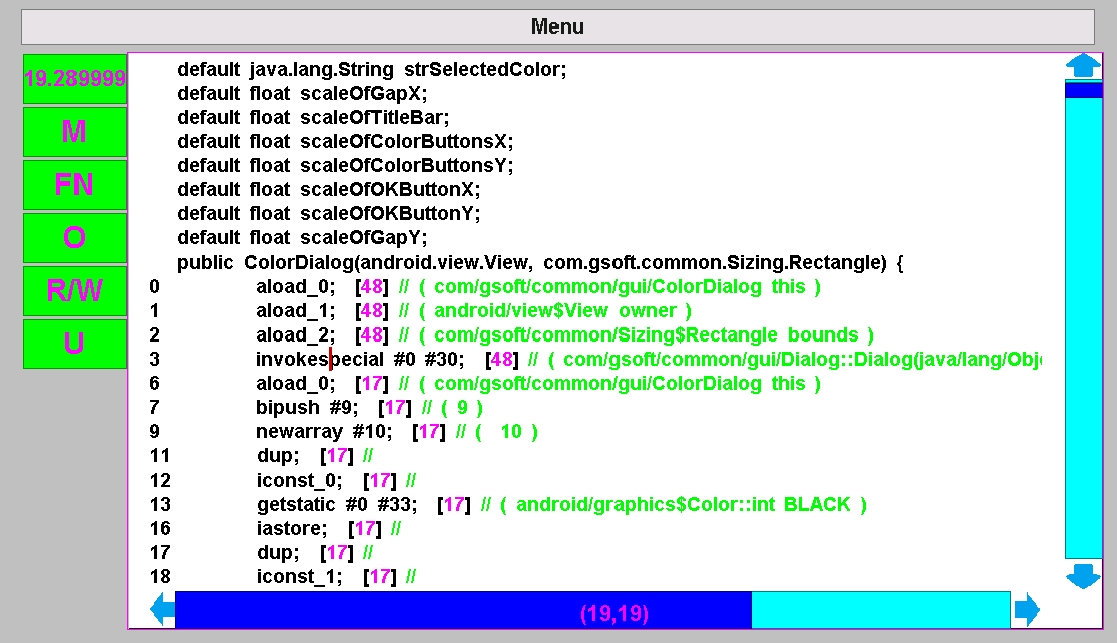 Menu
19.289999
M
FN
O
R/W
U
default java.lang.String strSelectedColor;
default float scaleOfGapX;
default float scaleOfTitleBar;
default float scaleOfColorButtonsX;
default float scaleOfColorButtonsY;
default float scaleOfOKButtonX;
default float scaleOfOKButtonY;
default float scaleOfGapY;
public ColorDialog(android.view.View, com.gsoft.common.Sizing.Rectangle) {
0 aload_0; [48] // ( com/gsoft/common/gui/ColorDialog this )
1 aload_1; [48] // ( android/view$View owner )
2 aload_2; [48] // ( com/gsoft/common/Sizing$Rectangle bounds )
3 invokespecial #0 #30; [48] // ( com/gsoft/common/gui/Dialog::Dialog(java/lang/Obj
6 aload_0; [17] // ( com/gsoft/common/gui/ColorDialog this )
7 bipush #9; [17] // ( 9 )
9 newarray #10; [17] // ( 10 )
11 dup; [17] //
12 iconst_0; [17] //
13 getstatic #0 #33; [17] // ( android/graphics$Color::int BLACK )
16 iastore; [17] //
17 dup; [17] //
18 iconst_1; [17] //
(19,19)